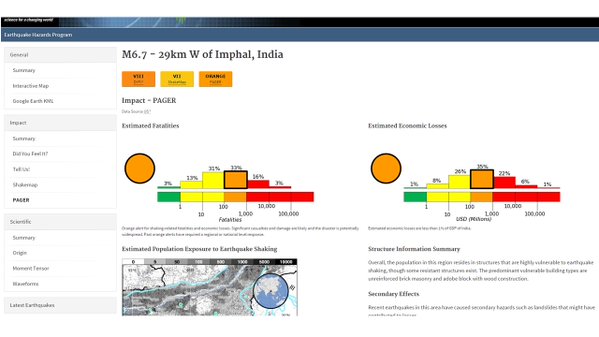 science for a changing world
Earthquake Hazards Program
General
Summary
Interactive Map
Google Earth KML
Impact
Summary
Did You Feel It?
Tell Us!
Shakemap
PAGER
Scientific
Summary
Origin
Moment Tensor
Waveforms
Latest Earthquakes
M6.7 - 29km W of Imphal, India
VIII
DYFI?
VII
ShakeMap
ORANGE
PAGER
Impact - PAGER
Data Source
Estimated Fatalities
3% 13% 31% 33% 16% 3%
1 100 10,000
10 1,000 100,000
Fatalities
Orange alert for shaking-related fatalities and economic losses. Significant casualties and damage are likely and the disaster is potentially
widespread. Past orange alerts have required a regional or national level response.
Estimated Economic Losses
1% 8% 26% 35% 22% 6% 1%
1 100 10,000
10 1,000 100,000
USD (Millions)
Estimated economic losses are less than 1% of GDP of India.
Estimated Population Exposure to Earthquake Shaking
0 5 50 100 500 1000 5000 10000
Structure Information Summary
Overall, the population in this region resides in structures that are highly vulnerable to earthquake
shaking, though some resistant structures exist. The predominant vulnerable building types are
unreinforced brick masonry and adobe block with wood construction.
Secondary Effects
Recent earthquakes in this area have caused secondary hazards such as landslides that might have
contributed to losses.